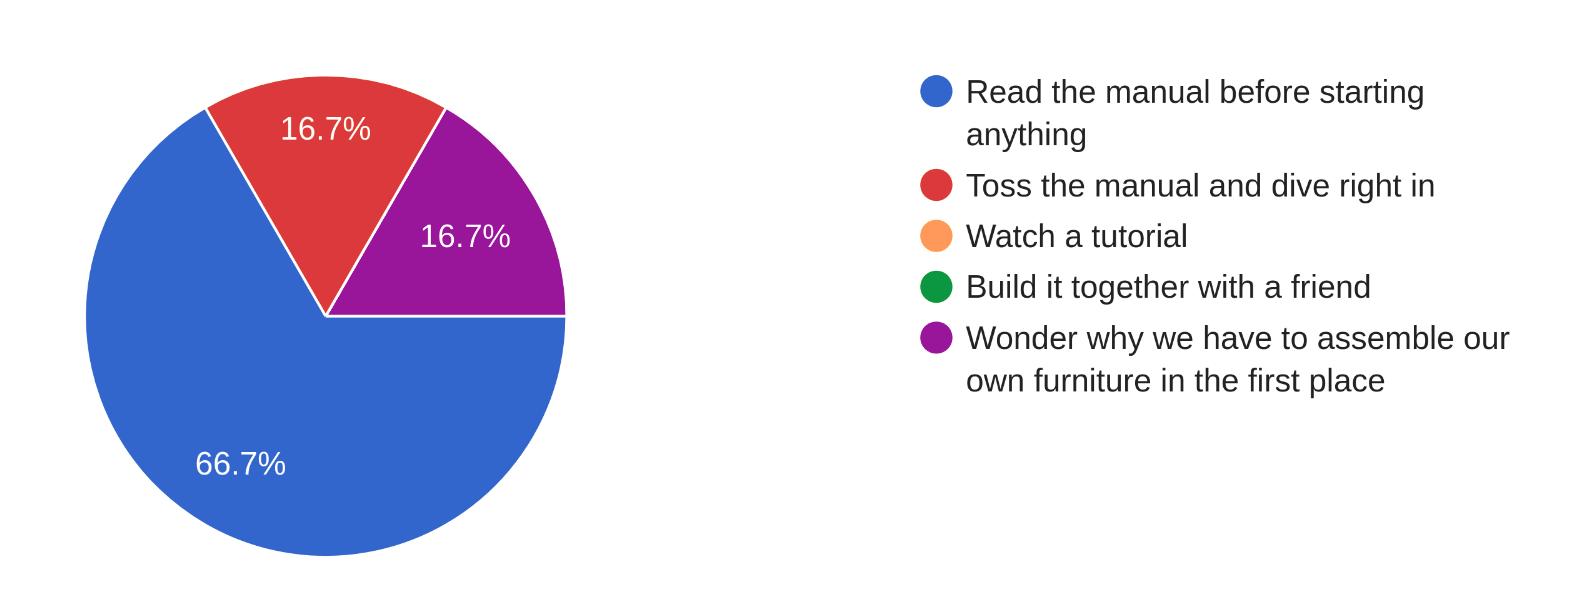 16.7%
16.7%
66.7%
Read the manual before starting
anything
Toss the manual and dive right in
Watch a tutorial
Build it together with a friend
Wonder why we have to assemble our
own furniture in the first place